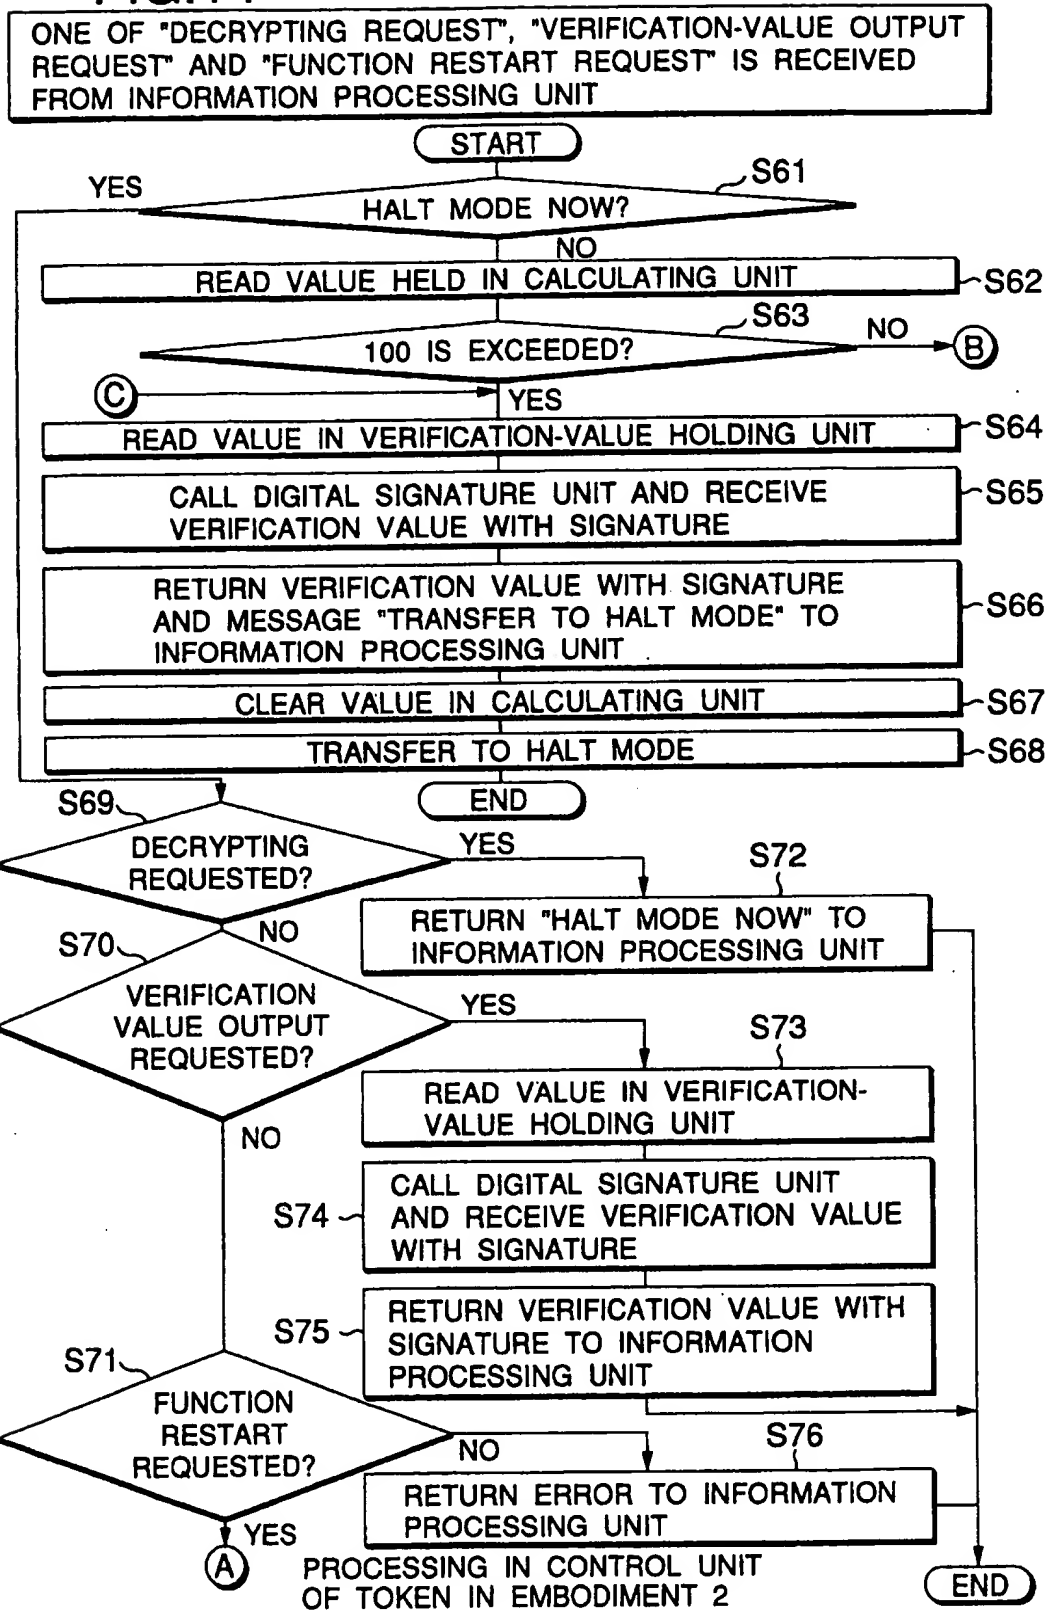 ONE OF "DECRYPTING REQUEST", "VERIFICATION-VALUE OUTPUT
REQUEST" AND "FUNCTION RESTART REQUEST" IS RECEIVED
FROM INFORMATION PROCESSING UNIT
START
YES
S61
HALT MODE NOW?
NO
READ VALUE HELD IN CALCULATING UNIT
S62
S63
100 IS EXCEEDED?
NO
B
C
YES
READ VALUE IN VERIFICATION-VALUE HOLDING UNIT
S64
CALL DIGITAL SIGNATURE UNIT AND RECEIVE
VERIFICATION VALUE WITH SIGNATURE
S65
RETURN VERIFICATION VALUE WITH SIGNATURE
AND MESSAGE "TRANSFER TO HALT MODE" TO
INFORMATION PROCESSING UNIT
S66
CLEAR VALUE IN CALCULATING UNIT
S67
TRANSFER TO HALT MODE
S68
END
S69
DECRYPTING
REQUESTED?
YES
S72
RETURN "HALT MODE NOW" TO
INFORMATION PROCESSING UNIT
NO
S70
VERIFICATION
VALUE OUTPUT
REQUESTED?
YES
S73
READ VALUE IN VERIFICATION-
VALUE HOLDING UNIT
NO
S74
CALL DIGITAL SIGNATURE UNIT
AND RECEIVE VERIFICATION VALUE
WITH SIGNATURE
S75
RETURN VERIFICATION VALUE WITH
SIGNATURE TO INFORMATION
PROCESSING UNIT
S71
FUNCTION
RESTART
REQUESTED?
NO
S76
RETURN ERROR TO INFORMATION
PROCESSING UNIT
YES
A
PROCESSING IN CONTROL UNIT
OF TOKEN IN EMBODIMENT 2
END